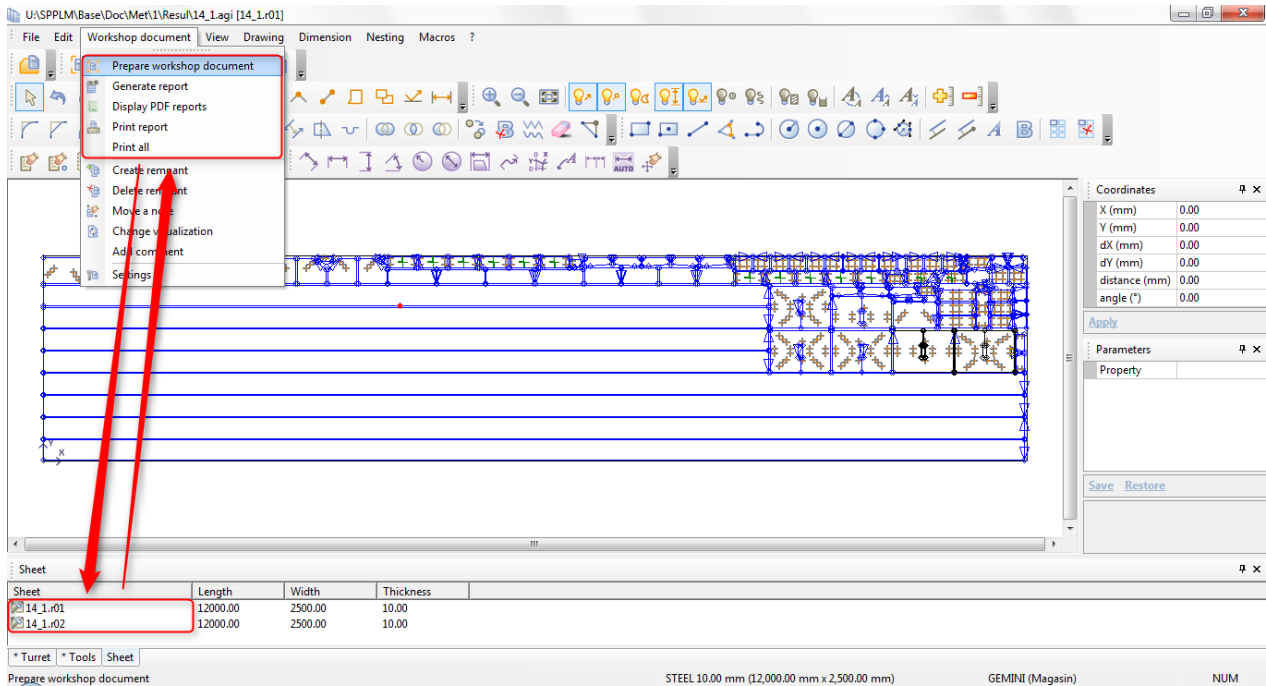 U:\SPPLM\Base\Doc\Met\1\Resul\14_1.agi [14_1.r01]
File Edit Workshop document View Drawing Dimension Nesting Macros ?
Prepare workshop document
Generate report
Display PDF reports
Print report
Print all
Create remnant
Delete remnant
Move a note
Change visualization
Add comment
Settings
AUTO
Y
X
Coordinates
X (mm) 0.00
Y (mm) 0.00
dX (mm) 0.00
dY (mm) 0.00
distance (mm) 0.00
angle (°) 0.00
Apply
Parameters
Property
Save Restore
Sheet
Sheet Length Width Thickness
14_1.r01 12000.00 2500.00 10.00
14_1.r02 12000.00 2500.00 10.00
* Turret * Tools Sheet
Prepare workshop document STEEL 10.00 mm (12,000.00 mm x 2,500.00 mm) GEMINI (Magasin) NUM